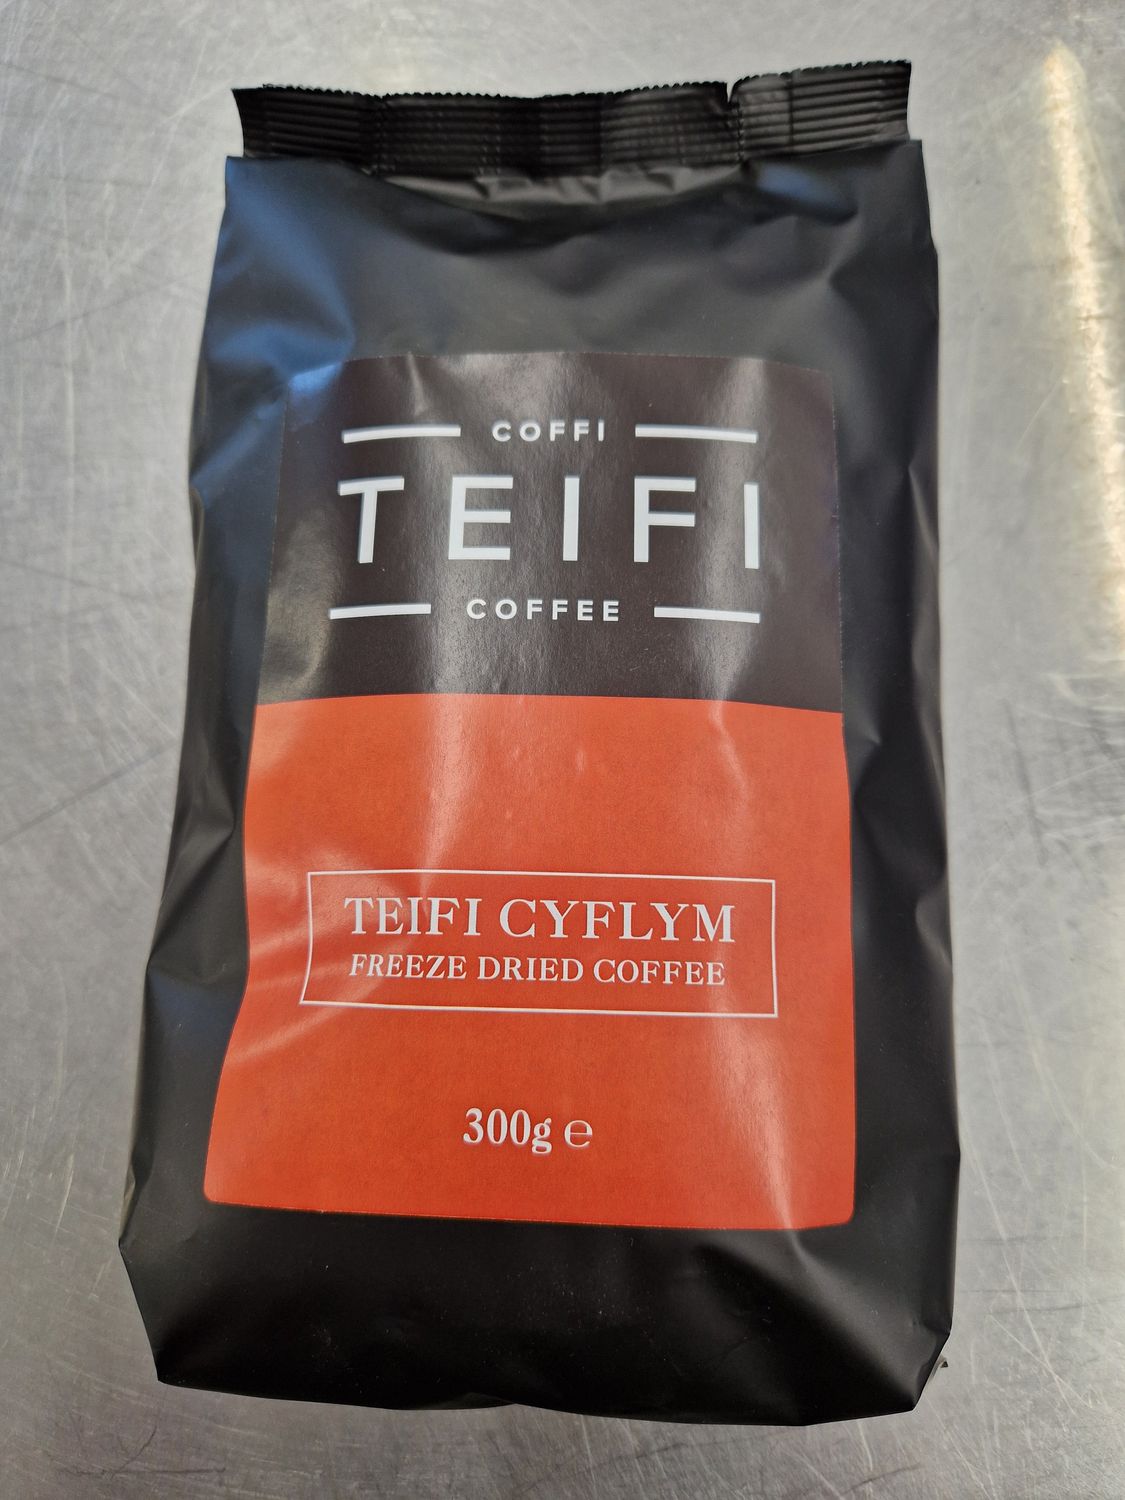 COFFI
TEIFI
COFFEE
TEIFI CYFLYM
FREEZE DRIED COFFEE
300g ℮